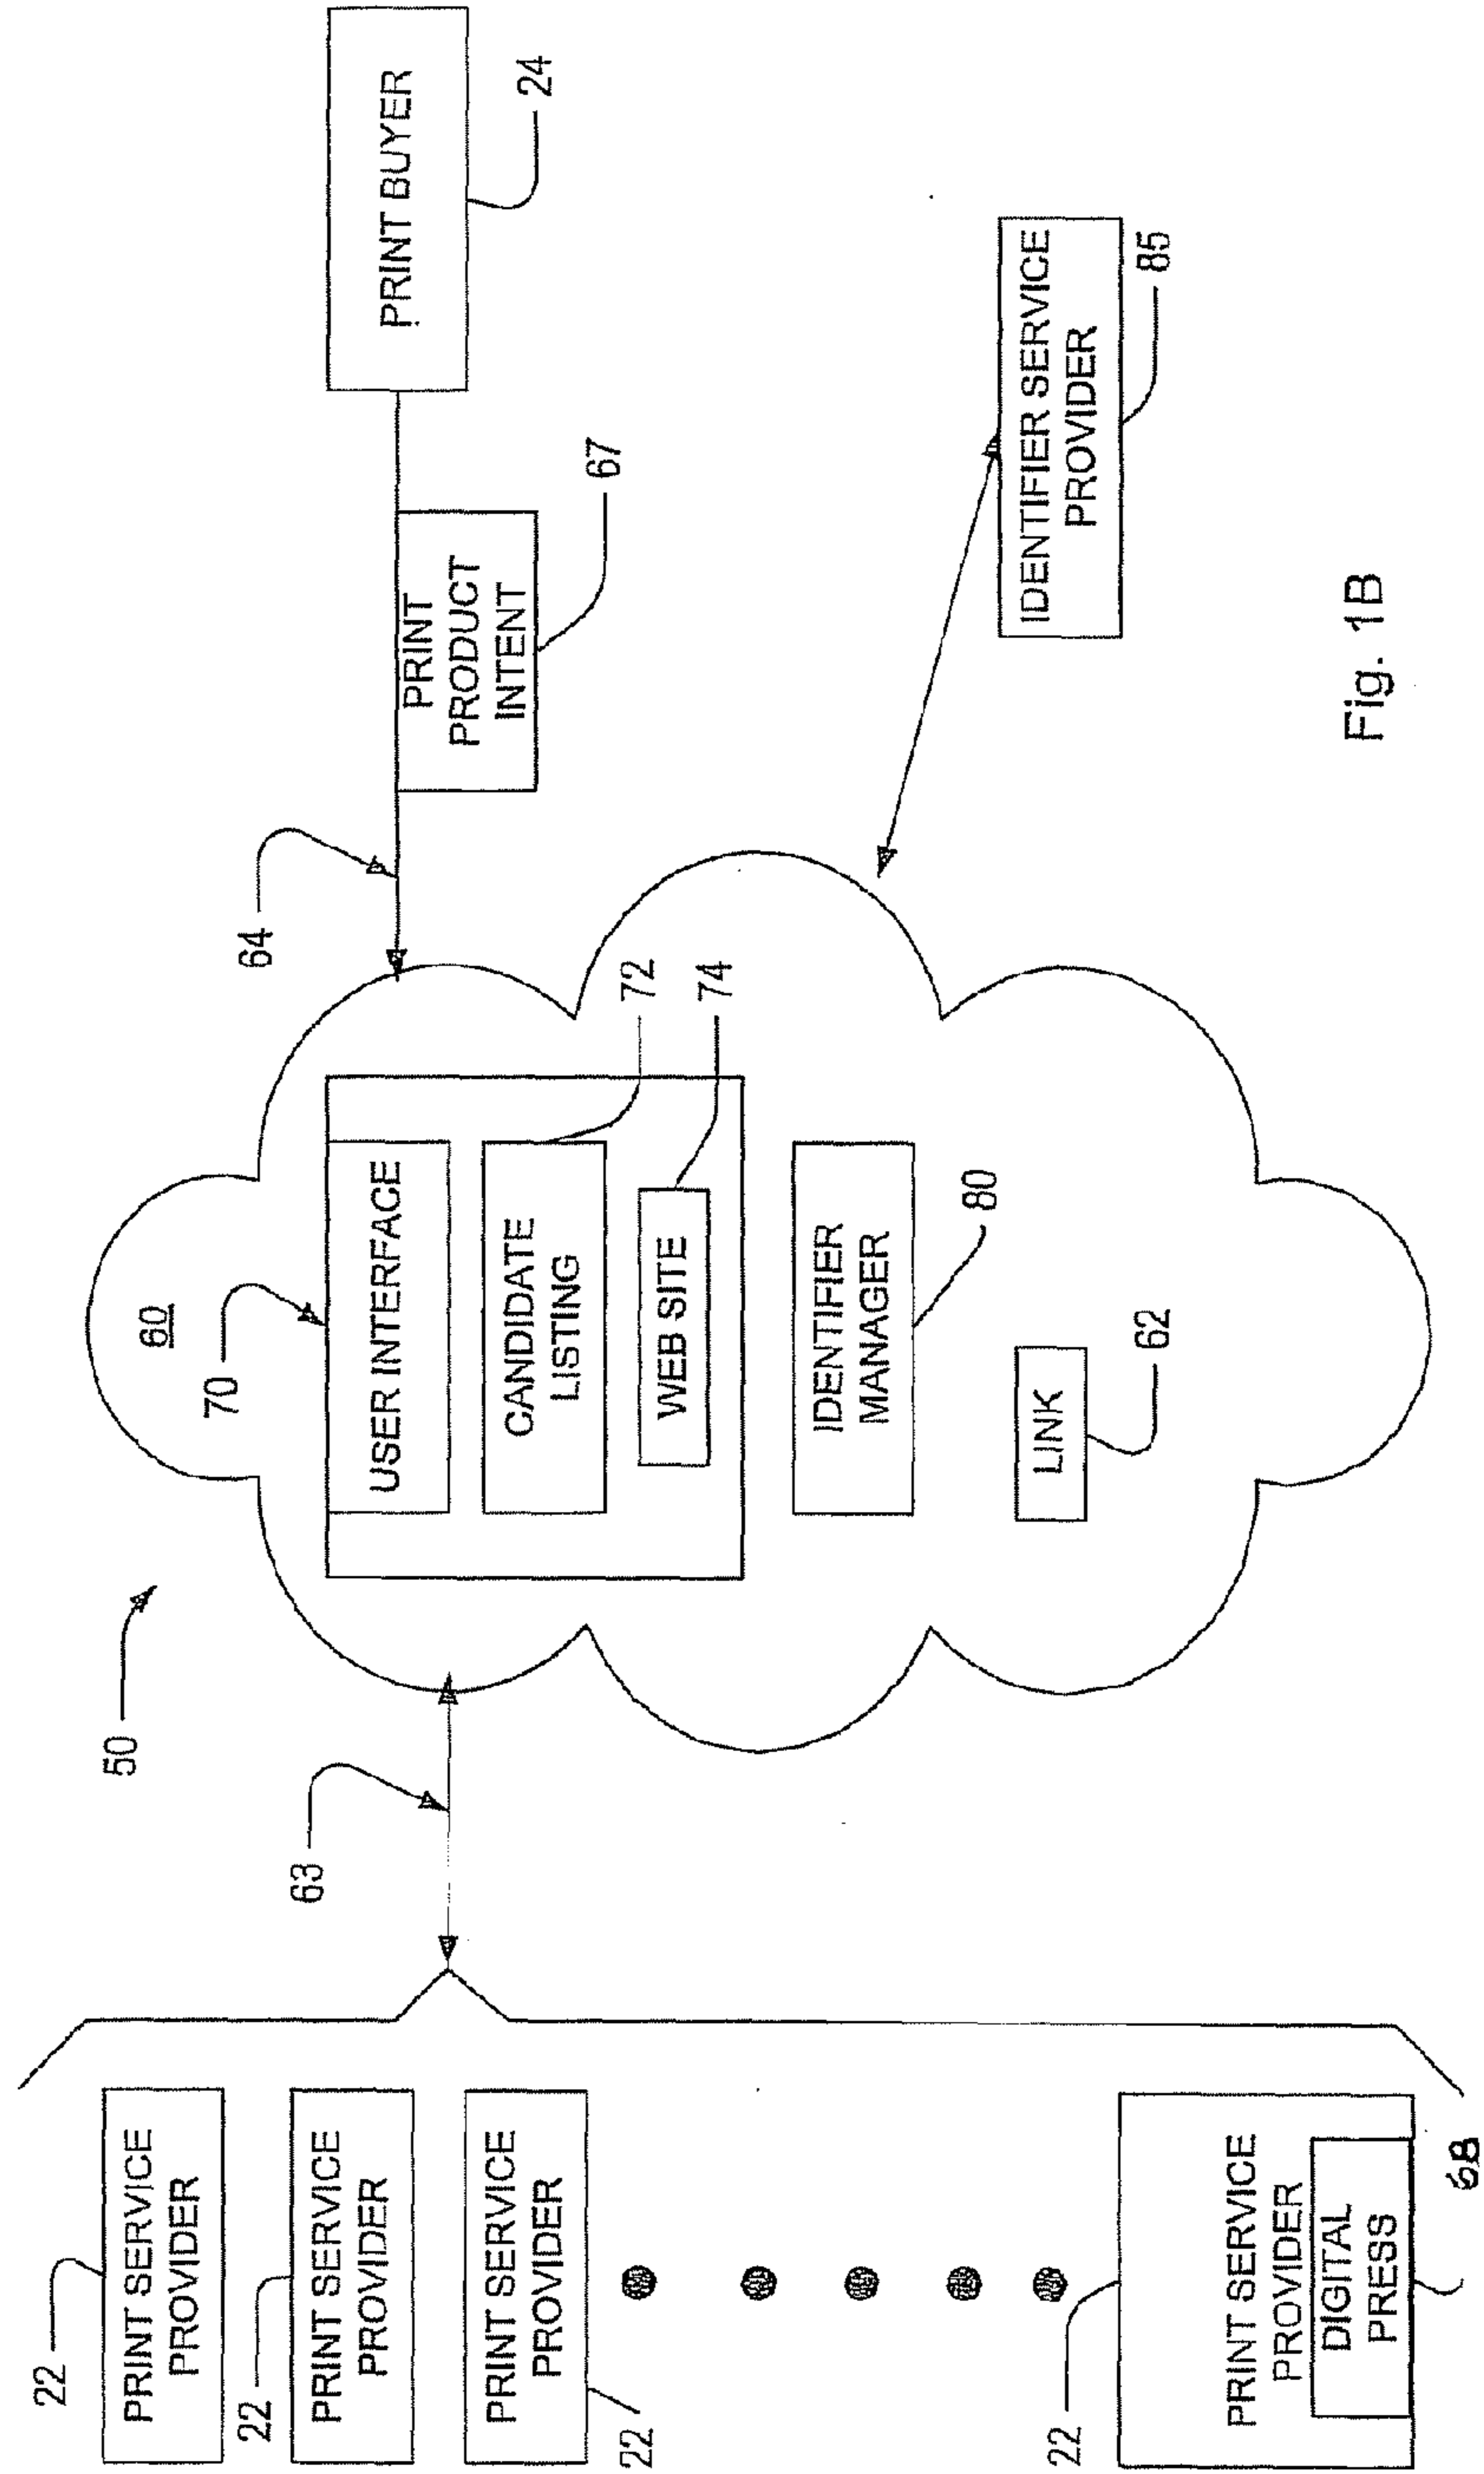 22
PRINT SERVICE
PROVIDER
22
PRINT SERVICE
PROVIDER
22
PRINT SERVICE
PROVIDER
22
PRINT SERVICE
PROVIDER
DIGITAL
PRESS
68
63
50
60
70
USER INTERFACE
CANDIDATE
LISTING
72
WEB SITE
74
IDENTIFIER
MANAGER
80
LINK
62
64
PRINT
PRODUCT
INTENT
67
PRINT BUYER
24
IDENTIFIER SERVICE
PROVIDER
85
Fig. 1B